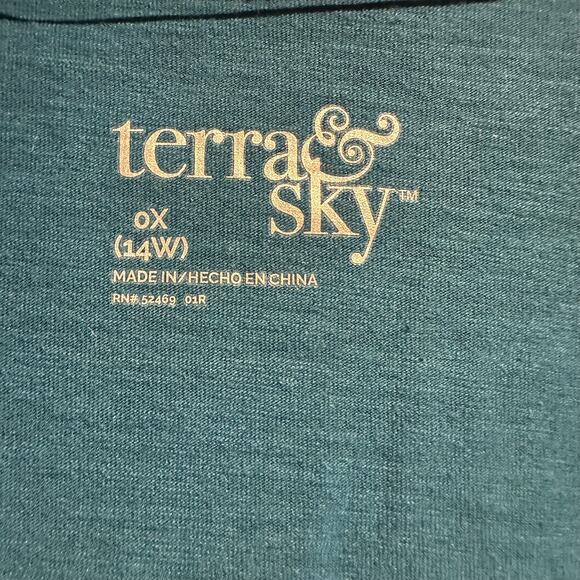 terra &
sky™
0X
(14W)
MADE IN/HECHO EN CHINA
RN# 52469 01R